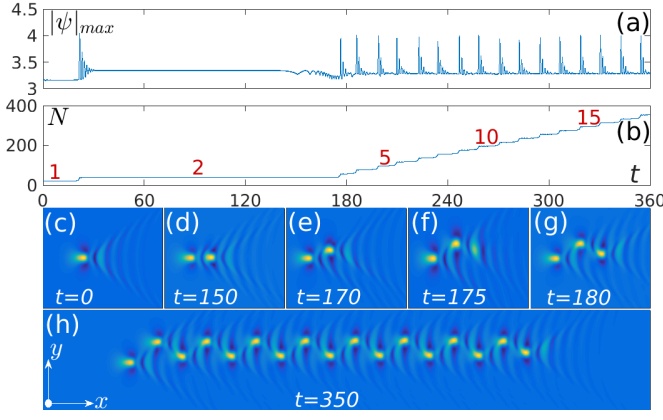 4.5 |ψ|max (a)
4
3.5
3
400 N (b)
15
10
200 5
1 2 t
0
0 60 120 180 240 300 360
(c) (d) (e) (f) (g)
t=0 t=150 t=170 t=175 t=180
(h)
y
x t=350